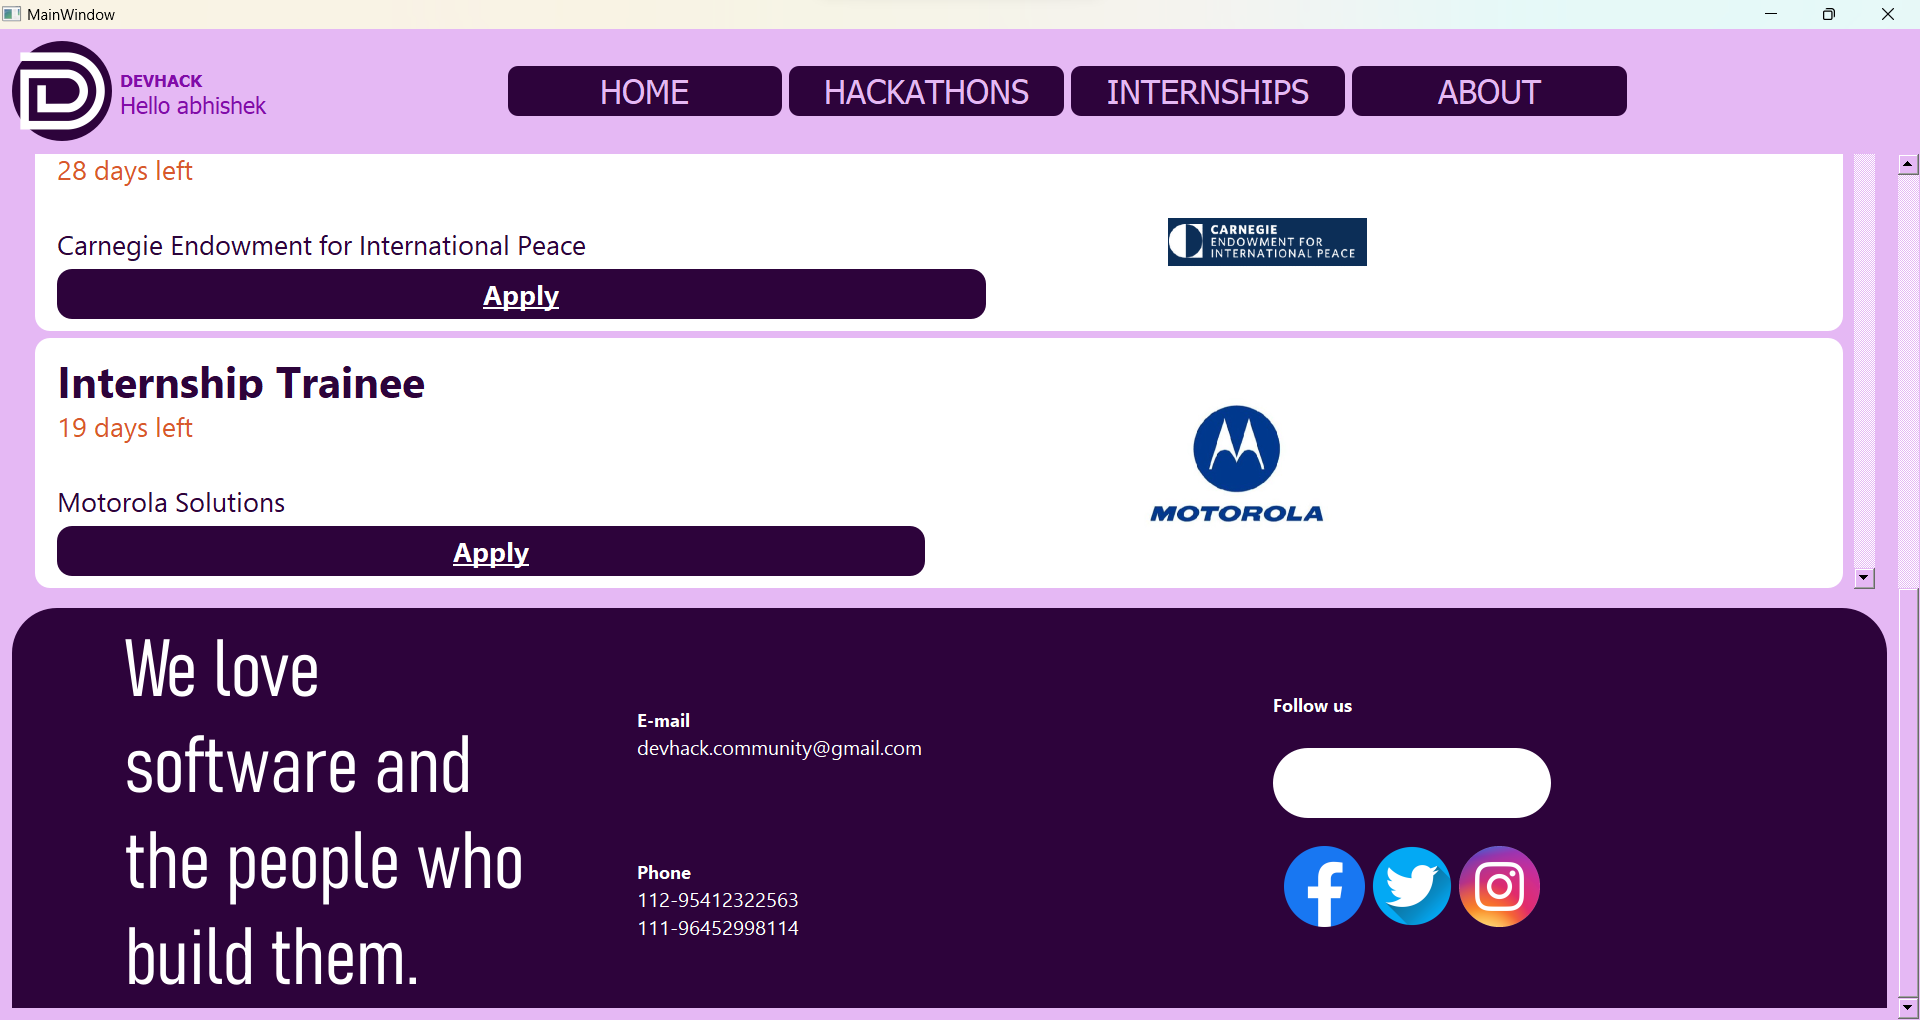 MainWindow
DEVHACK
Hello abhishek
HOME
HACKATHONS
INTERNSHIPS
ABOUT
28 days left
Carnegie Endowment for International Peace
CARNEGIE
ENDOWMENT FOR
INTERNATIONAL PEACE
Apply
Internship Trainee
19 days left
Motorola Solutions
MOTOROLA
Apply
We love
software and
the people who
build them.
E-mail
devhack.community@gmail.com
Phone
112-95412322563
111-96452998114
Follow us